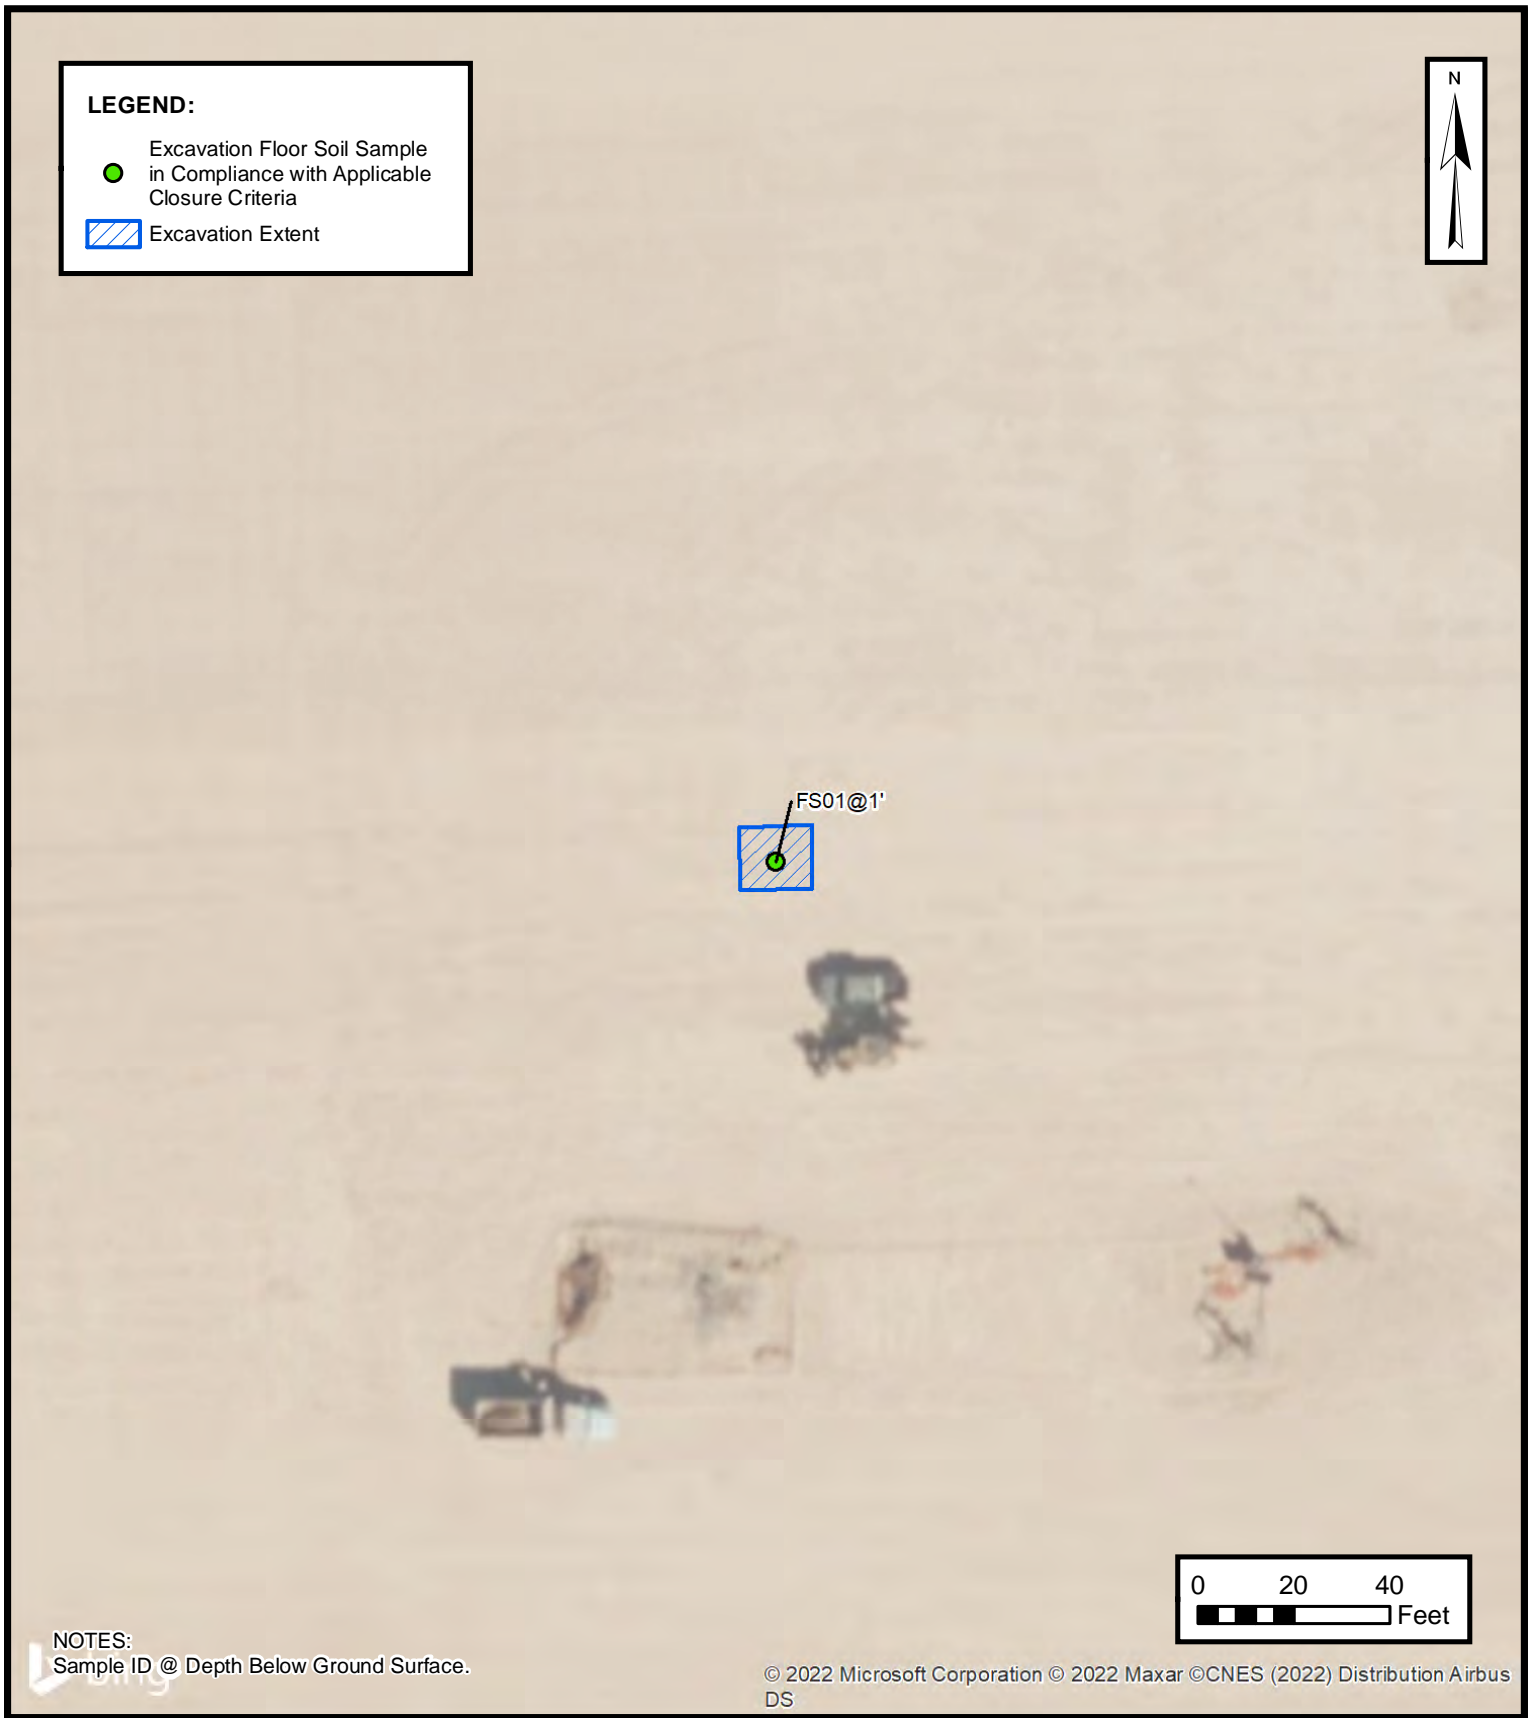 LEGEND:
Excavation Floor Soil Sample
in Compliance with Applicable
Closure Criteria
Excavation Extent
N
FS01@1'
0 20 40
Feet
NOTES:
Sample ID @ Depth Below Ground Surface.
bing
© 2022 Microsoft Corporation © 2022 Maxar ©CNES (2022) Distribution Airbus
DS